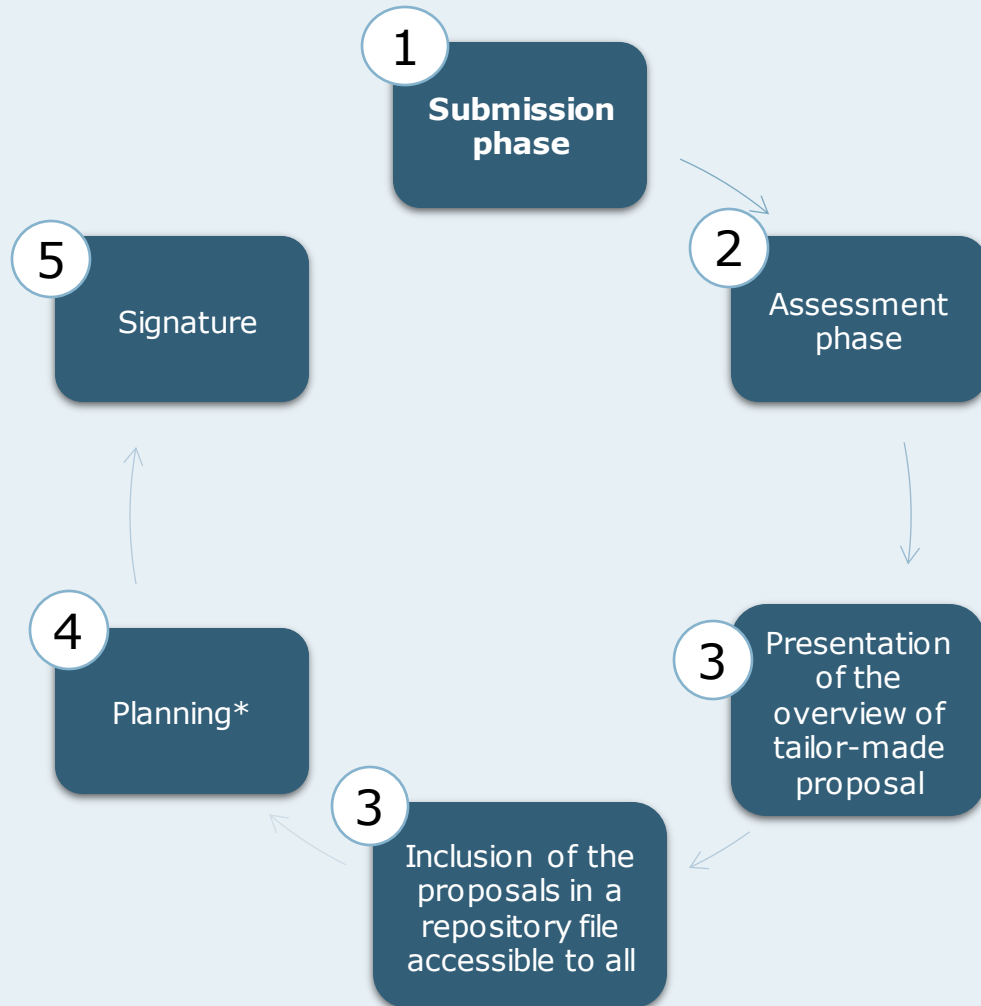 1
Submission
phase
2
Assessment
phase
3
Presentation
of the
overview of
tailor-made
proposal
3
Inclusion of the
proposals in a
repository file
accessible to all
4
Planning*
5
Signature